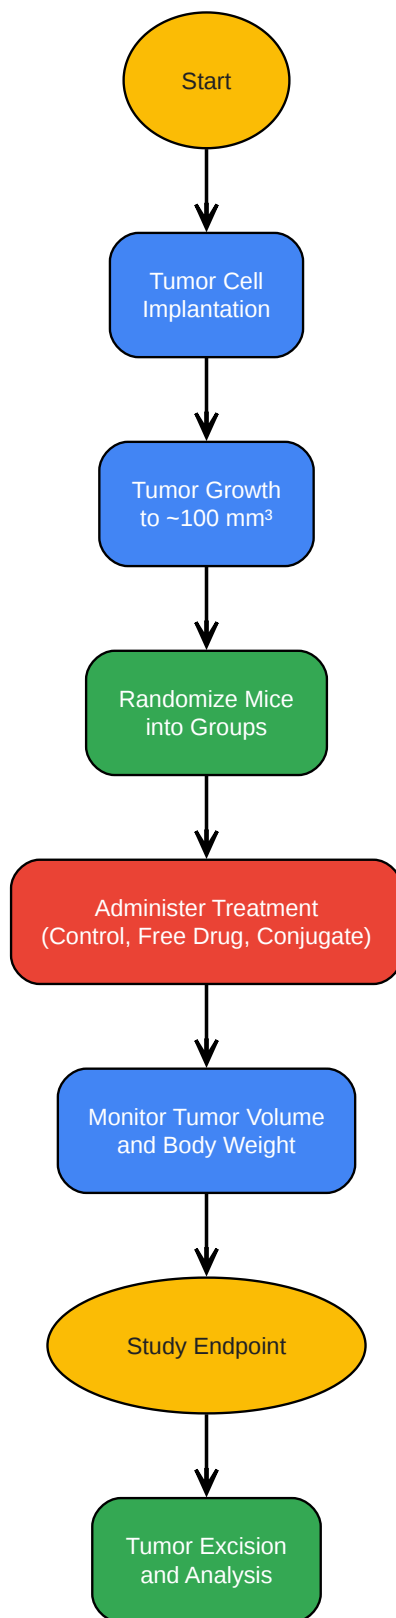 Start
Tumor Cell
Implantation
Tumor Growth
to ~100 mm³
Randomize Mice
into Groups
Administer Treatment
(Control, Free Drug, Conjugate)
Monitor Tumor Volume
and Body Weight
Study Endpoint
Tumor Excision
and Analysis